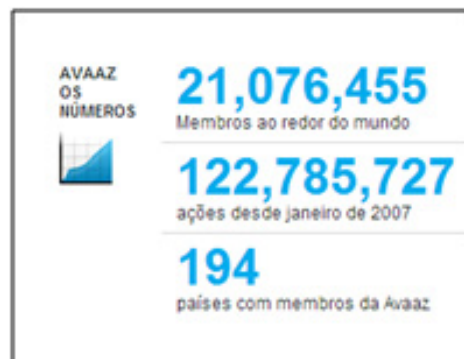 AVAAZ
OS
NÚMEROS
21,076,455
Membros ao redor do mundo
122,785,727
ações desde janeiro de 2007
194
países com membros da Avaaz